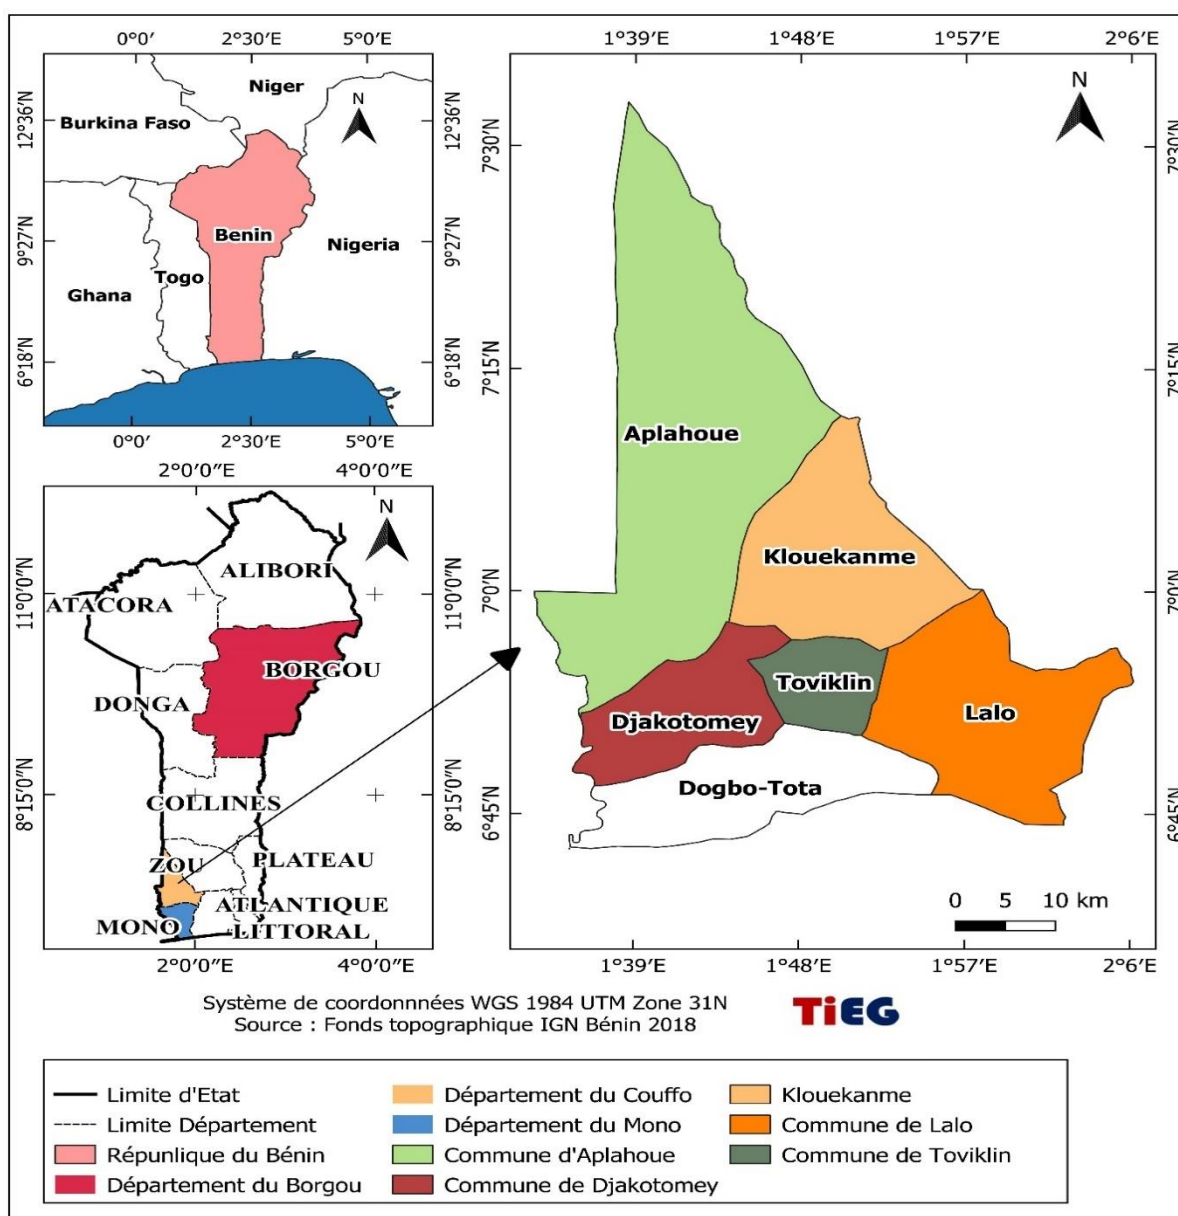 0°0′ 2°30′E 5°0′E
Niger
N
Burkina Faso
12°36′N
12°36′N
Benin
Nigeria
9°27′N
9°27′N
Togo
Ghana
6°18′N
6°18′N
0°0′ 2°30′E 5°0′E
2°0′0″E 4°0′0″E
N
ALIBORI
ATACORA
11°0′0″N
11°0′0″N
BORGOU
DONGA
COLLINES
8°15′0″N
8°15′0″N
ZOU
PLATEAU
ATLANTIQUE
MONO
LITTORAL
2°0′0″E 4°0′0″E
1°39′E 1°48′E 1°57′E 2°6′E
N
7°30′N
7°30′N
7°15′N
7°15′N
Aplahoue
Klouekanme
7°0′N
7°0′N
Toviklin
Djakotomey
Lalo
Dogbo-Tota
6°45′N
6°45′N
0 5 10 km
1°39′E 1°48′E 1°57′E 2°6′E
Système de coordonnnées WGS 1984 UTM Zone 31N
Source : Fonds topographique IGN Bénin 2018
TiEG
Limite d'Etat
Limite Département
Répunlique du Bénin
Département du Borgou
Département du Couffo
Département du Mono
Commune d'Aplahoue
Commune de Djakotomey
Klouekanme
Commune de Lalo
Commune de Toviklin